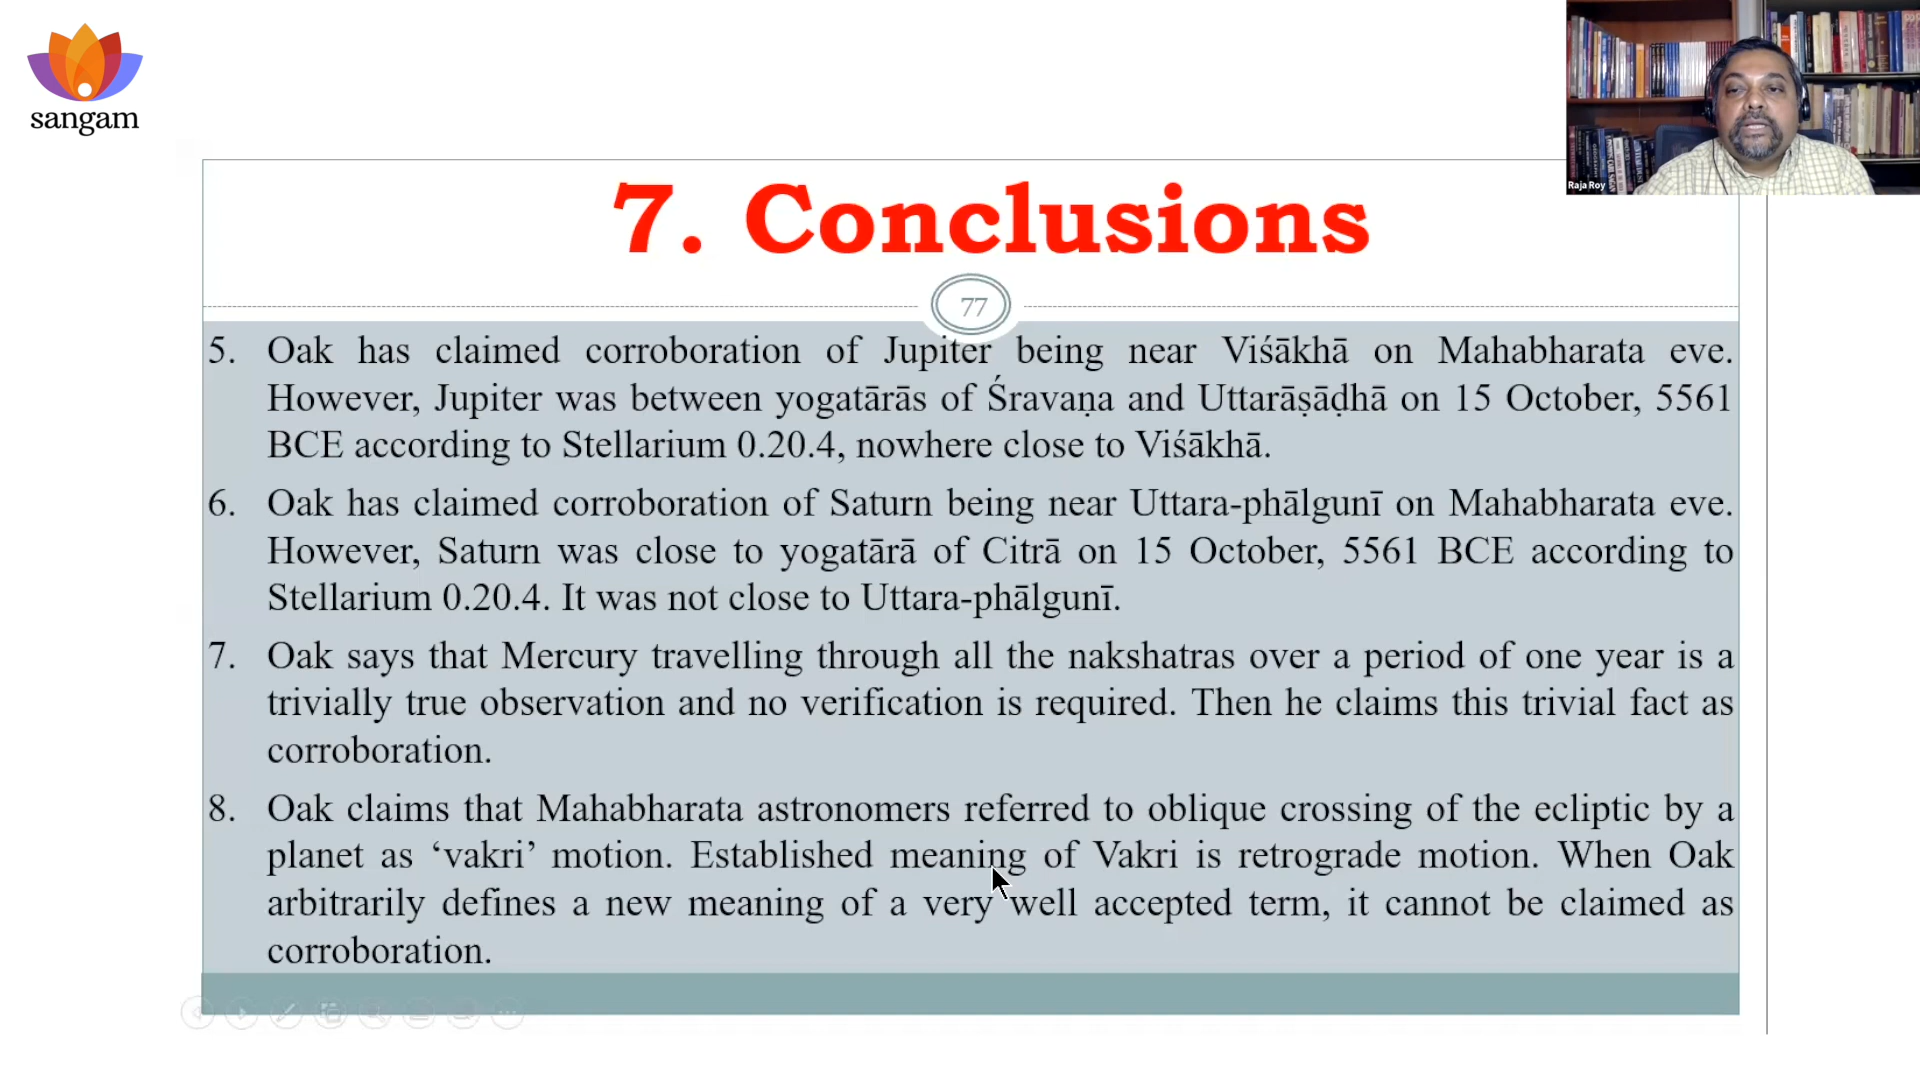 sangam
Raja Roy
7. Conclusions
77
5. Oak has claimed corroboration of Jupiter being near Viśākhā on Mahabharata eve.
However, Jupiter was between yogatārās of Śravaṇa and Uttarāṣāḍhā on 15 October, 5561
BCE according to Stellarium 0.20.4, nowhere close to Viśākhā.
6. Oak has claimed corroboration of Saturn being near Uttara-phālgunī on Mahabharata eve.
However, Saturn was close to yogatārā of Citrā on 15 October, 5561 BCE according to
Stellarium 0.20.4. It was not close to Uttara-phālgunī.
7. Oak says that Mercury travelling through all the nakshatras over a period of one year is a
trivially true observation and no verification is required. Then he claims this trivial fact as
corroboration.
8. Oak claims that Mahabharata astronomers referred to oblique crossing of the ecliptic by a
planet as ‘vakri’ motion. Established meaning of Vakri is retrograde motion. When Oak
arbitrarily defines a new meaning of a very well accepted term, it cannot be claimed as
corroboration.